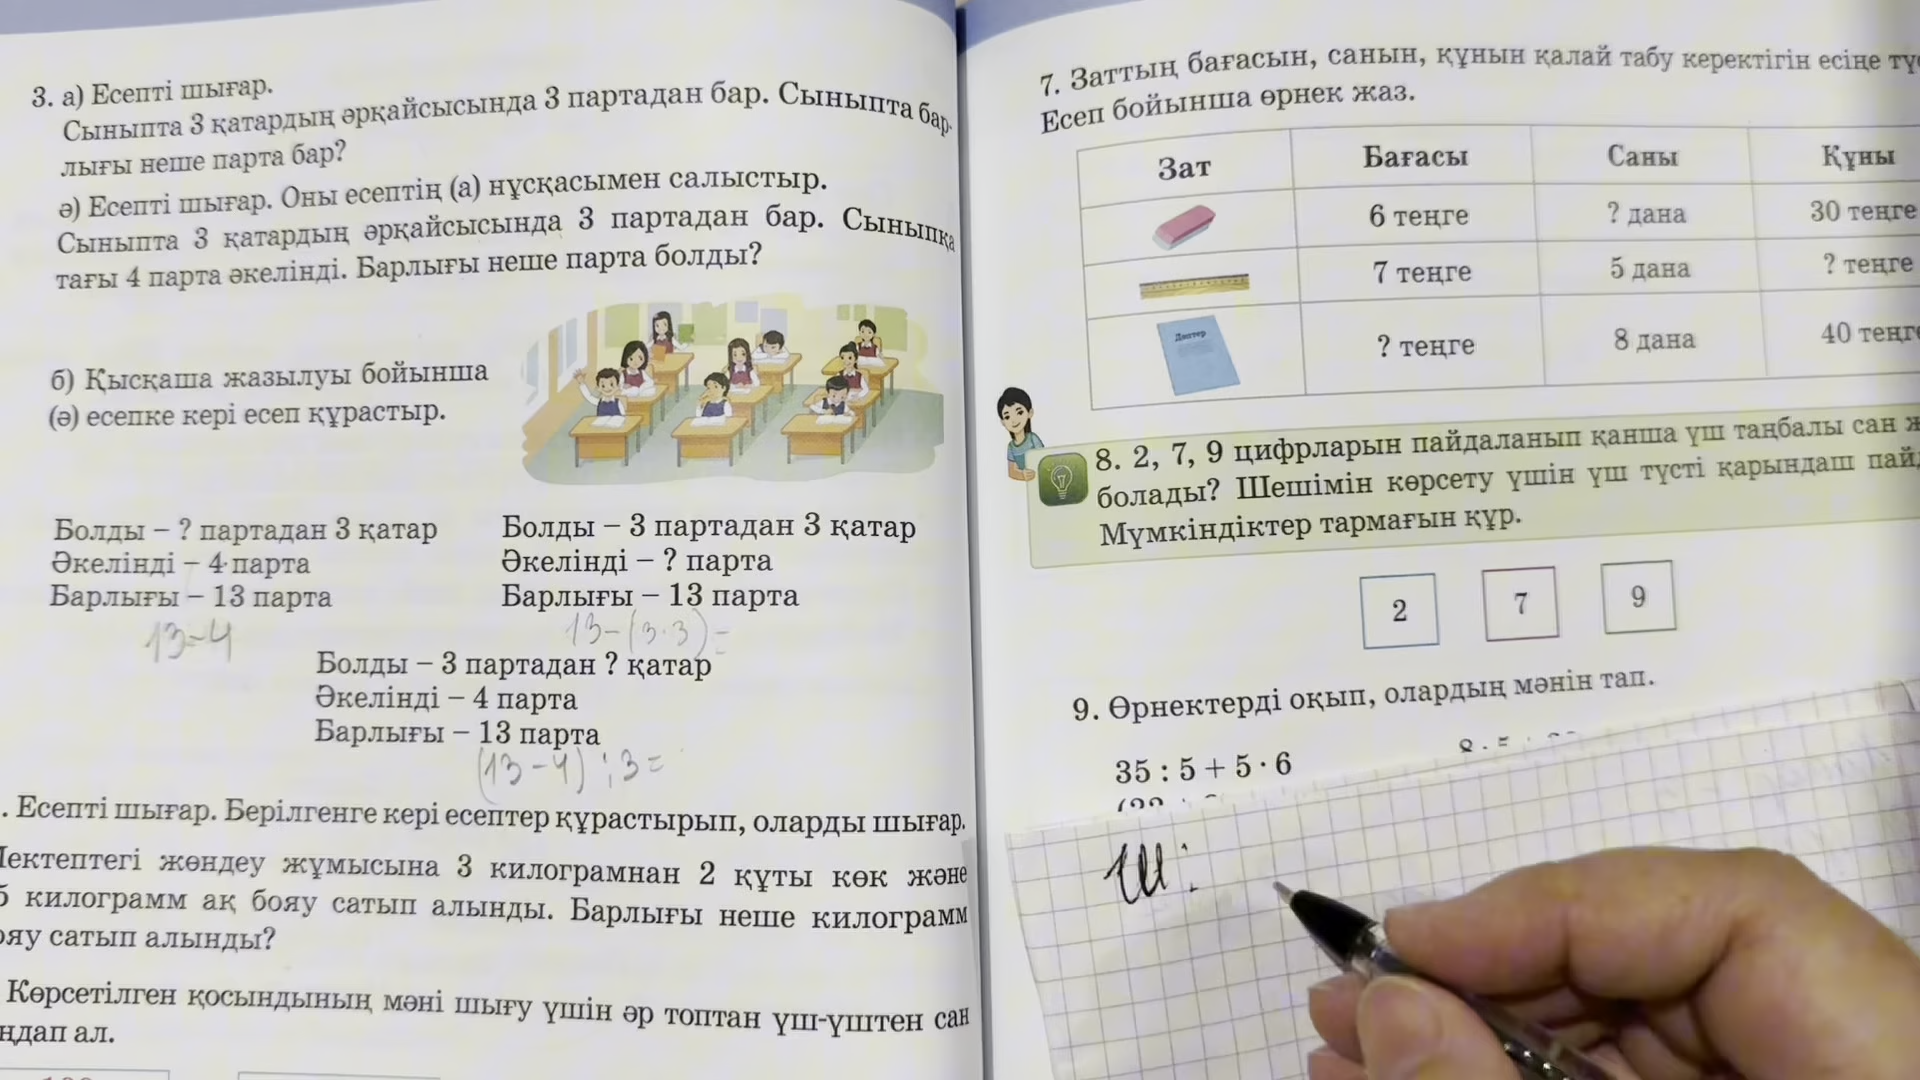 3. а) Есепті шығар.
Сыныпта 3 қатардың әрқайсысында 3 партадан бар. Сыныпта бар-
лығы неше парта бар?
ә) Есепті шығар. Оны есептің (а) нұсқасымен салыстыр.
Сыныпта 3 қатардың әрқайсысында 3 партадан бар. Сыныпқа
тағы 4 парта әкелінді. Барлығы неше парта болды?
б) Қысқаша жазылуы бойынша
(ә) есепке кері есеп құрастыр.
Болды – ? партадан 3 қатар
Әкелінді – 4 парта
Барлығы – 13 парта
13-4
Болды – 3 партадан 3 қатар
Әкелінді – ? парта
Барлығы – 13 парта
13-(3·3)=
Болды – 3 партадан ? қатар
Әкелінді – 4 парта
Барлығы – 13 парта
(13-4):3=
. Есепті шығар. Берілгенге кері есептер құрастырып, оларды шығар.
Мектептегі жөндеу жұмысына 3 килограмнан 2 құты көк және
5 килограмм ақ бояу сатып алынды. Барлығы неше килограмм
ояу сатып алынды?
Көрсетілген қосындының мәні шығу үшін әр топтан үш-үштен сан
ңдап ал.
7. Заттың бағасын, санын, құнын қалай табу керектігін есіңе
Есеп бойынша өрнек жаз.
Зат Бағасы Саны Құны
6 теңге ? дана 30 теңге
7 теңге 5 дана ? теңге
Дәптер ? теңге 8 дана 40 теңге
8. 2, 7, 9 цифрларын пайдаланып қанша үш таңбалы сан ж
болады? Шешімін көрсету үшін үш түсті қарындаш пайд
Мүмкіндіктер тармағын құр.
2 7 9
9. Өрнектерді оқып, олардың мәнін тап.
35 : 5 + 5 · 6
Ш: